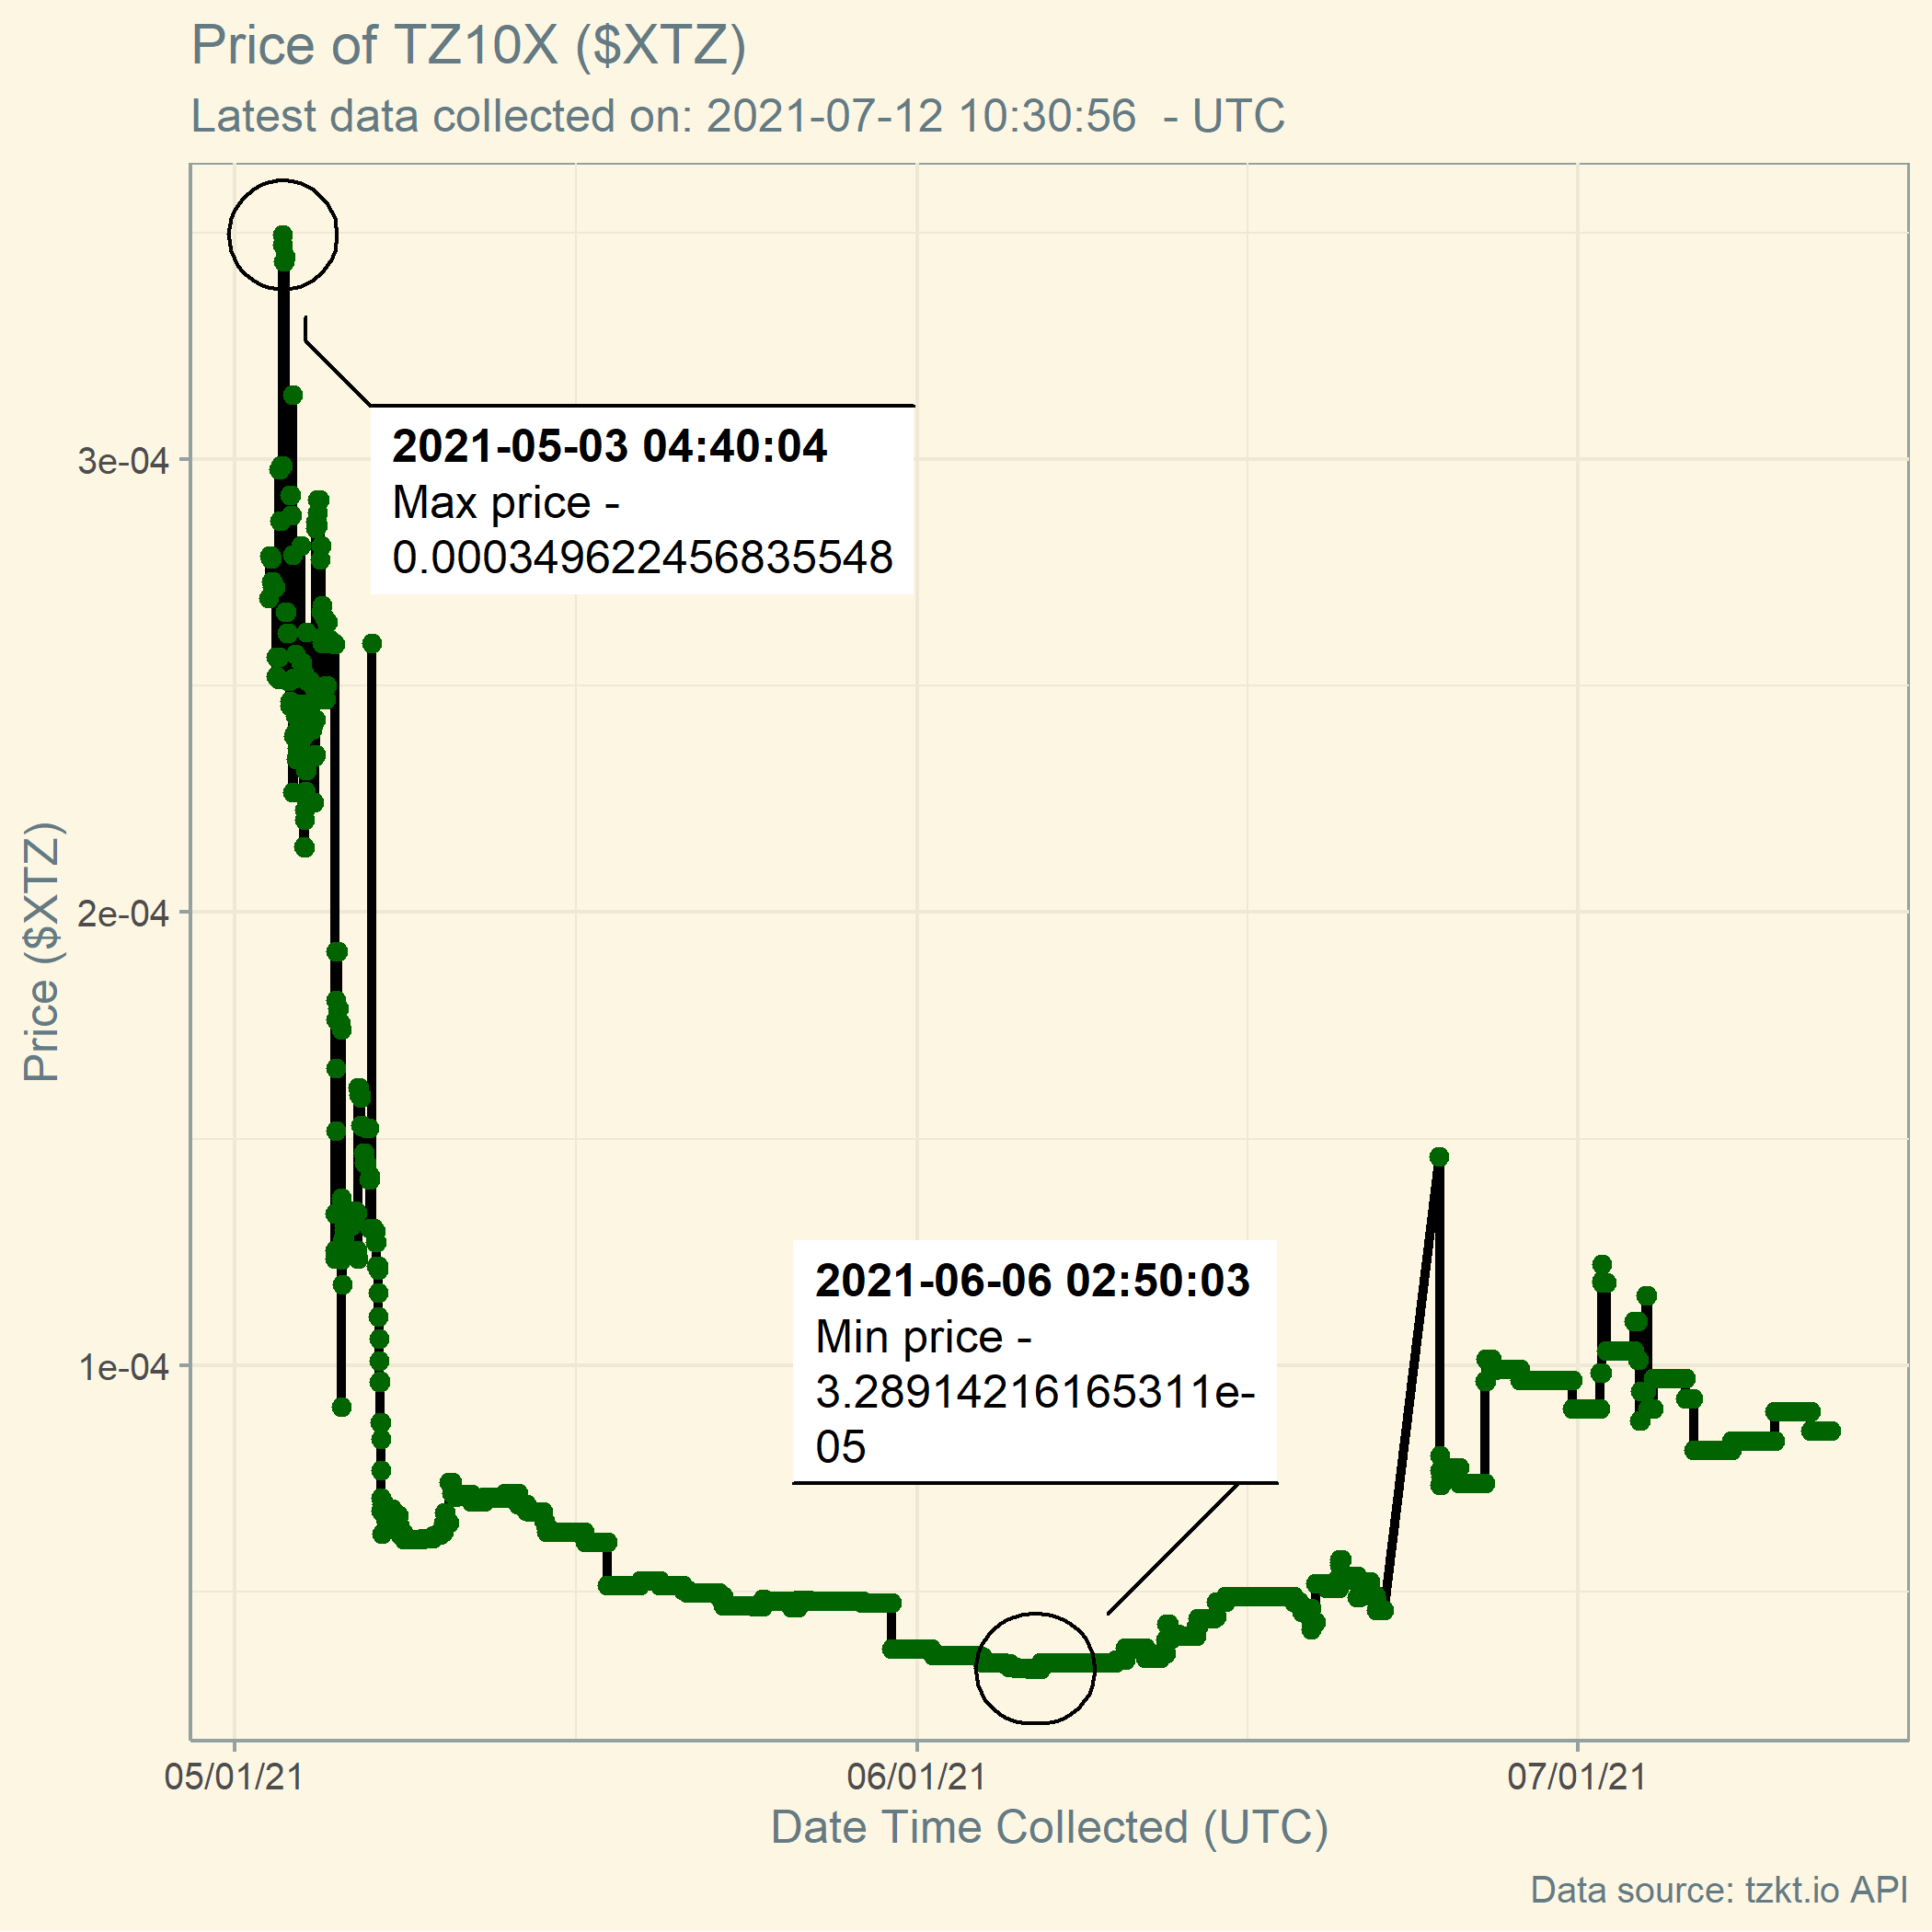 Price of TZ10X ($XTZ)
Latest data collected on: 2021-07-12 10:30:56  - UTC
2021-05-03 04:40:04
Max price -
0.000349622456835548
3e-04
2e-04
1e-04
Price ($XTZ)
2021-06-06 02:50:03
Min price -
3.28914216165311e-
05
05/01/21
06/01/21
07/01/21
Date Time Collected (UTC)
Data source: tzkt.io API